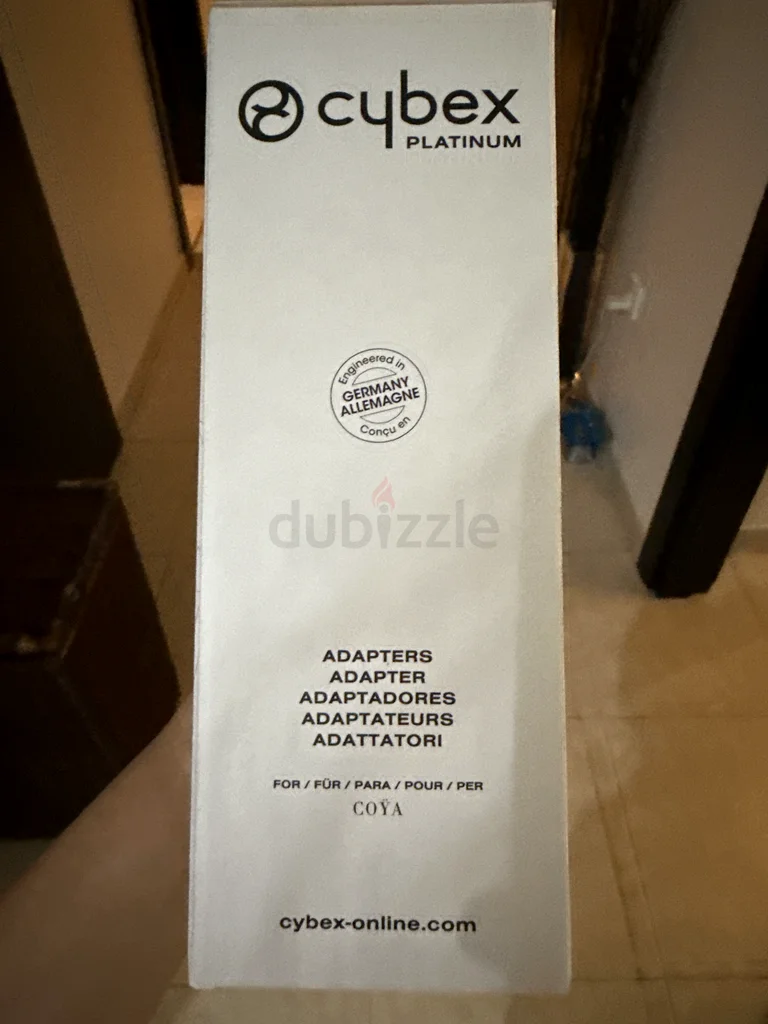 cybex
PLATINUM
Engineered in
GERMANY
ALLEMAGNE
Conçu en
dubizzle
ADAPTERS
ADAPTER
ADAPTADORES
ADAPTATEURS
ADATTATORI
FOR / FÜR / PARA / POUR / PER
COŸA
cybex-online.com